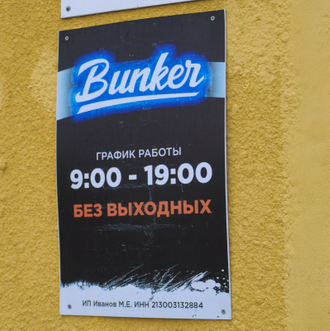 Bunker
ГРАФИК РАБОТЫ
9:00 - 19:00
БЕЗ ВЫХОДНЫХ
ИП Иванов М.Е. ИНН 213003132884